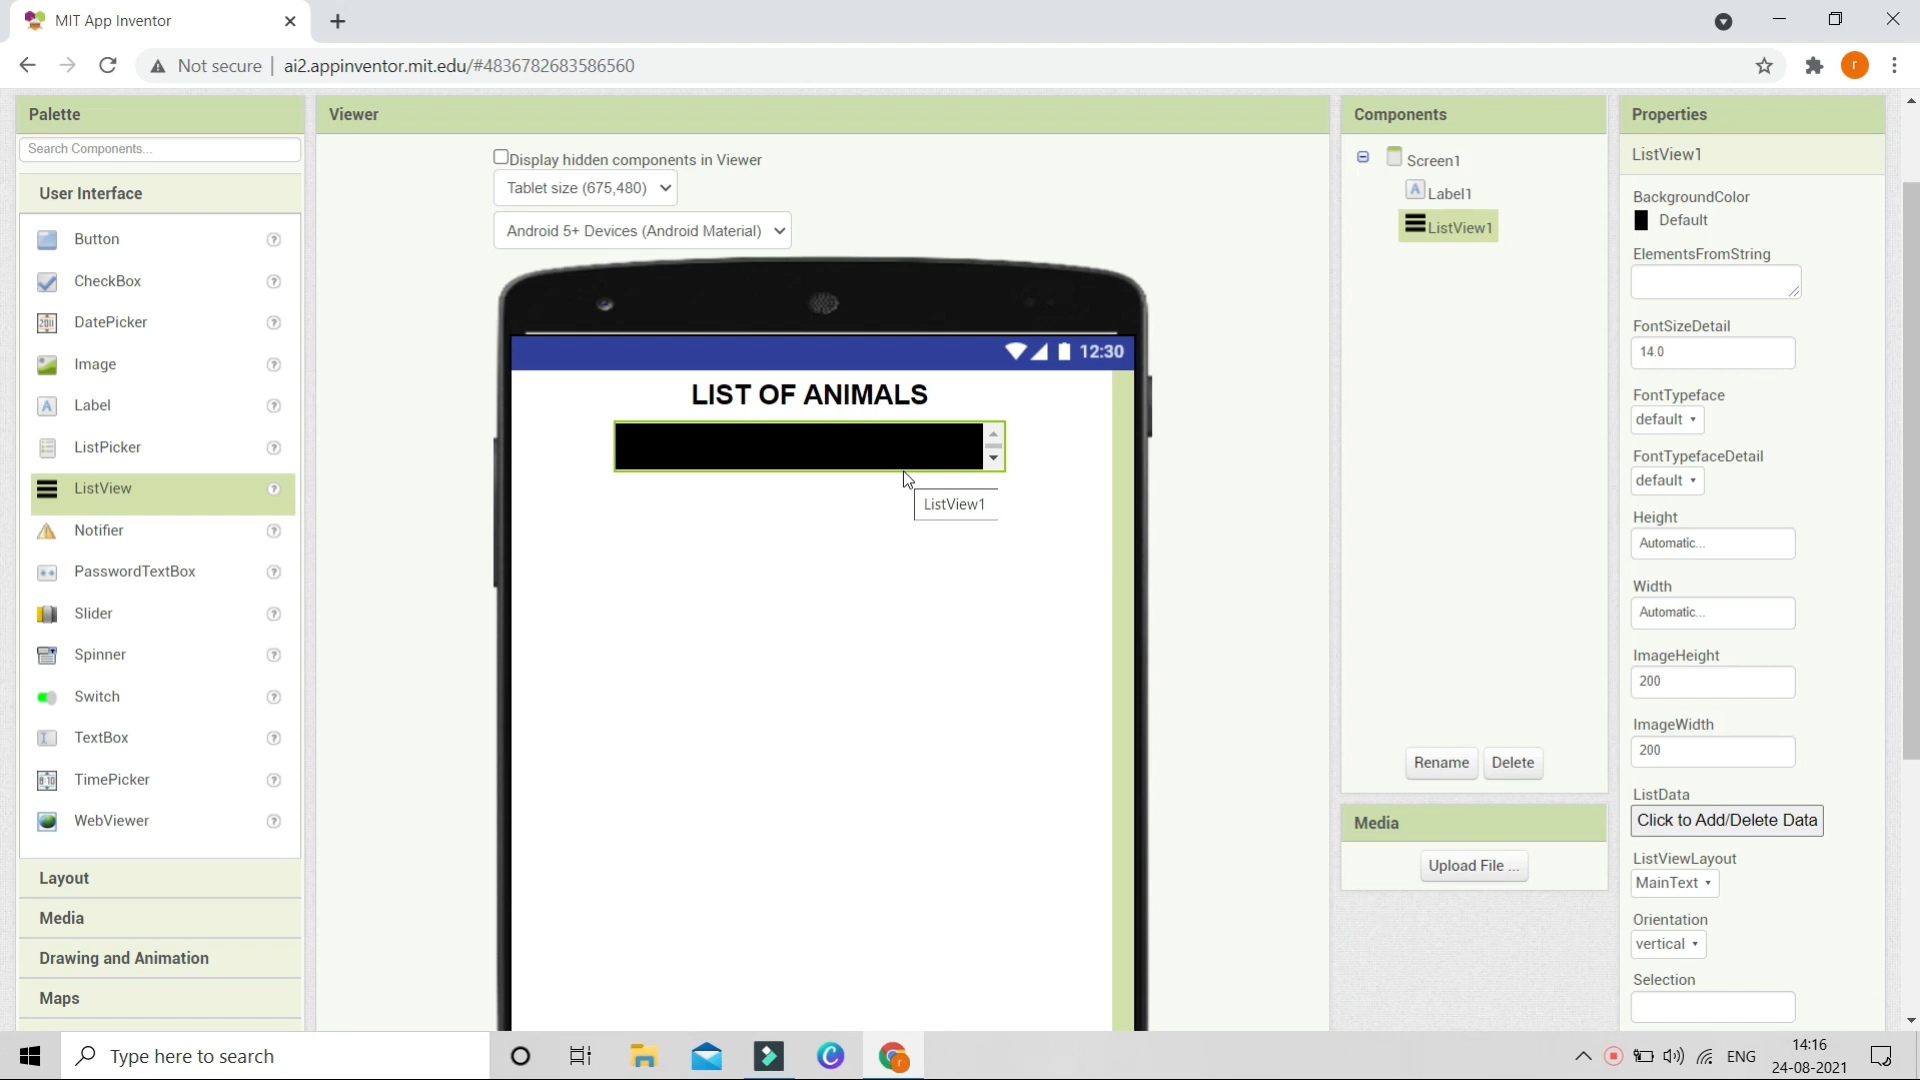 MIT App Inventor
Not secure
ai2.appinventor.mit.edu/#4836782683586560
r
Palette
Search Components...
User Interface
Button
CheckBox
DatePicker
Image
Label
ListPicker
ListView
Notifier
PasswordTextBox
Slider
Spinner
Switch
TextBox
TimePicker
WebViewer
Layout
Media
Drawing and Animation
Maps
Viewer
Display hidden components in Viewer
Tablet size (675,480)
Android 5+ Devices (Android Material)
12:30
LIST OF ANIMALS
ListView1
Components
Screen1
Label1
ListView1
Rename Delete
Media
Upload File ...
Properties
ListView1
BackgroundColor
Default
ElementsFromString
FontSizeDetail
14.0
FontTypeface
default
FontTypefaceDetail
default
Height
Automatic...
Width
Automatic...
ImageHeight
200
ImageWidth
200
ListData
Click to Add/Delete Data
ListViewLayout
MainText
Orientation
vertical
Selection
Type here to search
ENG
14:16
24-08-2021